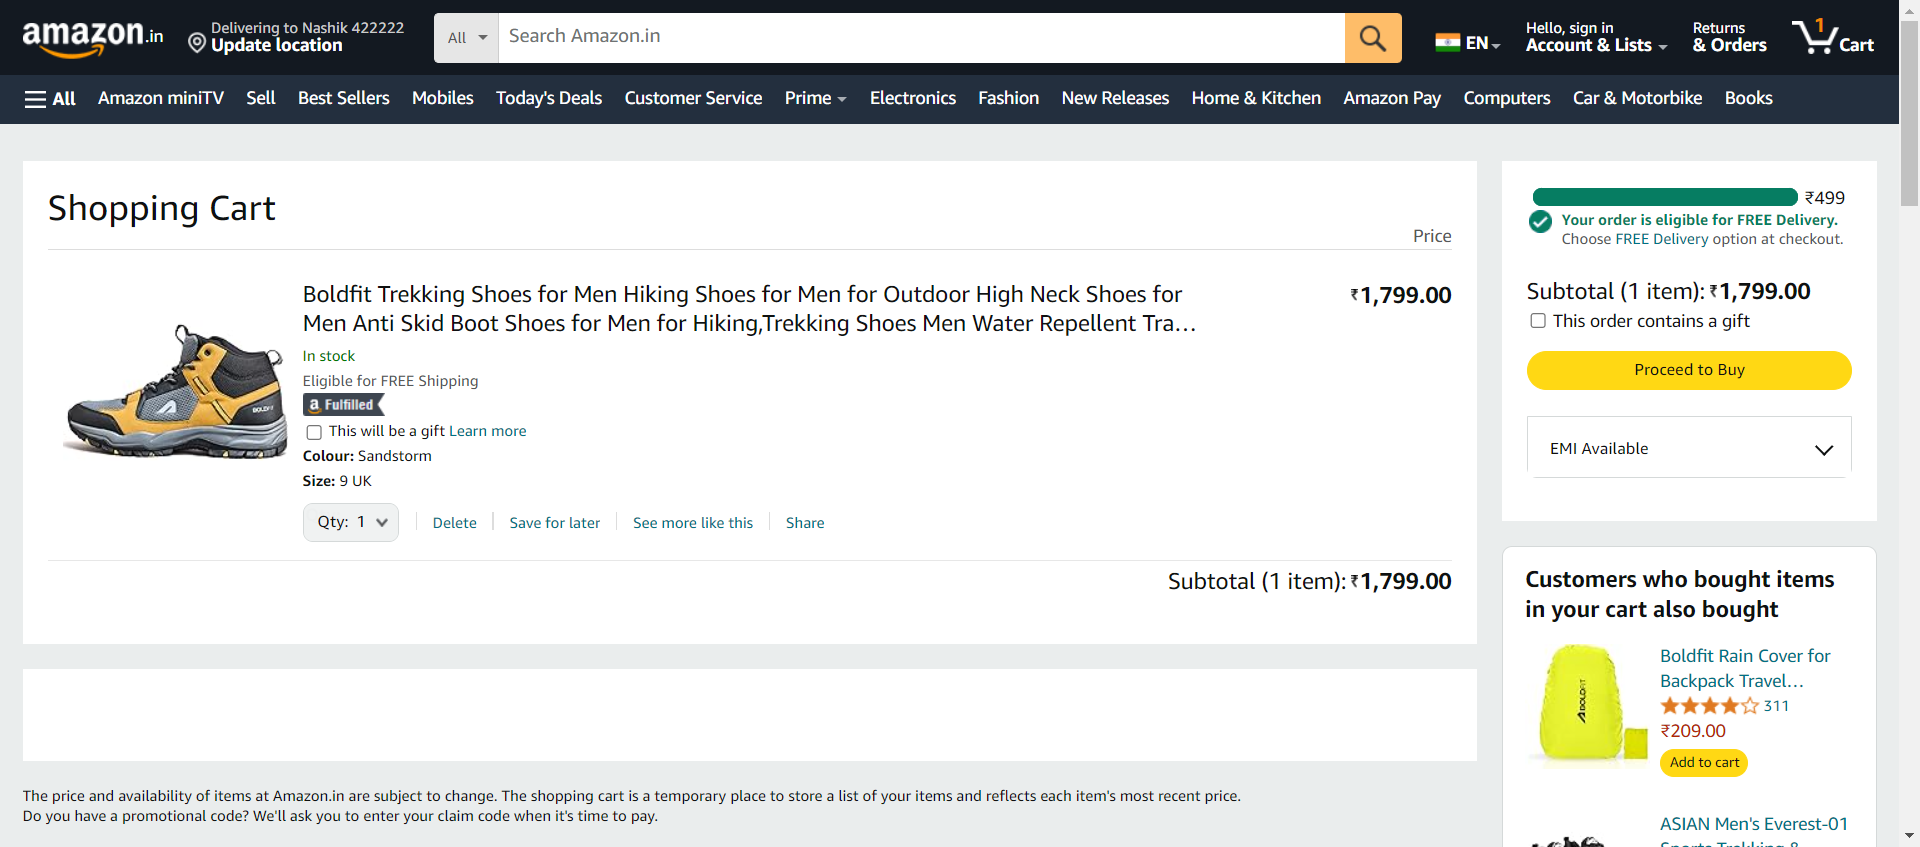 amazon.in
Delivering to Nashik 422222
Update location
All
Search Amazon.in
EN
Hello, sign in
Account & Lists
Returns
& Orders
1
Cart
All
Amazon miniTV
Sell
Best Sellers
Mobiles
Today's Deals
Customer Service
Prime
Electronics
Fashion
New Releases
Home & Kitchen
Amazon Pay
Computers
Car & Motorbike
Books
Shopping Cart
Price
Boldfit Trekking Shoes for Men Hiking Shoes for Men for Outdoor High Neck Shoes for
Men Anti Skid Boot Shoes for Men for Hiking,Trekking Shoes Men Water Repellent Tra…
₹1,799.00
In stock
Eligible for FREE Shipping
a Fulfilled
This will be a gift Learn more
Colour: Sandstorm
Size: 9 UK
Qty: 1
Delete
Save for later
See more like this
Share
BOLDFIT
Subtotal (1 item): ₹1,799.00
The price and availability of items at Amazon.in are subject to change. The shopping cart is a temporary place to store a list of your items and reflects each item's most recent price.
Do you have a promotional code? We'll ask you to enter your claim code when it's time to pay.
₹499
Your order is eligible for FREE Delivery.
Choose FREE Delivery option at checkout.
Subtotal (1 item): ₹1,799.00
This order contains a gift
Proceed to Buy
EMI Available
Customers who bought items
in your cart also bought
BOLDFIT
Boldfit Rain Cover for
Backpack Travel…
311
₹209.00
Add to cart
ASIAN Men's Everest-01
Sports Trekking &